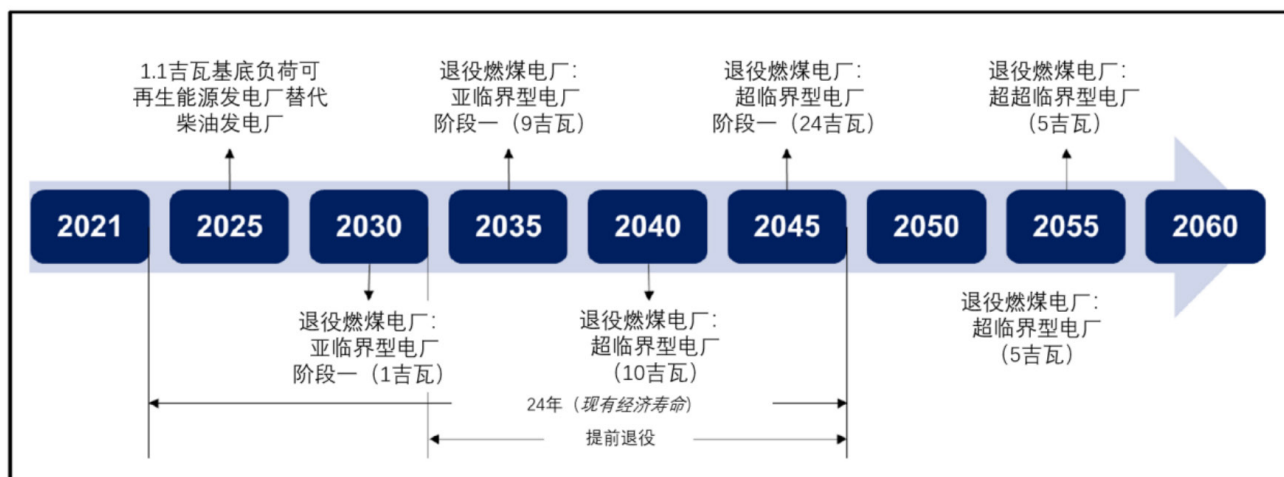 1.1吉瓦基底负荷可
再生能源发电厂替代
柴油发电厂
退役燃煤电厂：
亚临界型电厂
阶段一（9吉瓦）
退役燃煤电厂：
超临界型电厂
阶段一（24吉瓦）
退役燃煤电厂：
超超临界型电厂
（5吉瓦）
2021
2025
2030
2035
2040
2045
2050
2055
2060
退役燃煤电厂：
亚临界型电厂
阶段一（1吉瓦）
退役燃煤电厂：
超临界型电厂
（10吉瓦）
退役燃煤电厂：
超临界型电厂
（5吉瓦）
24年（现有经济寿命）
提前退役